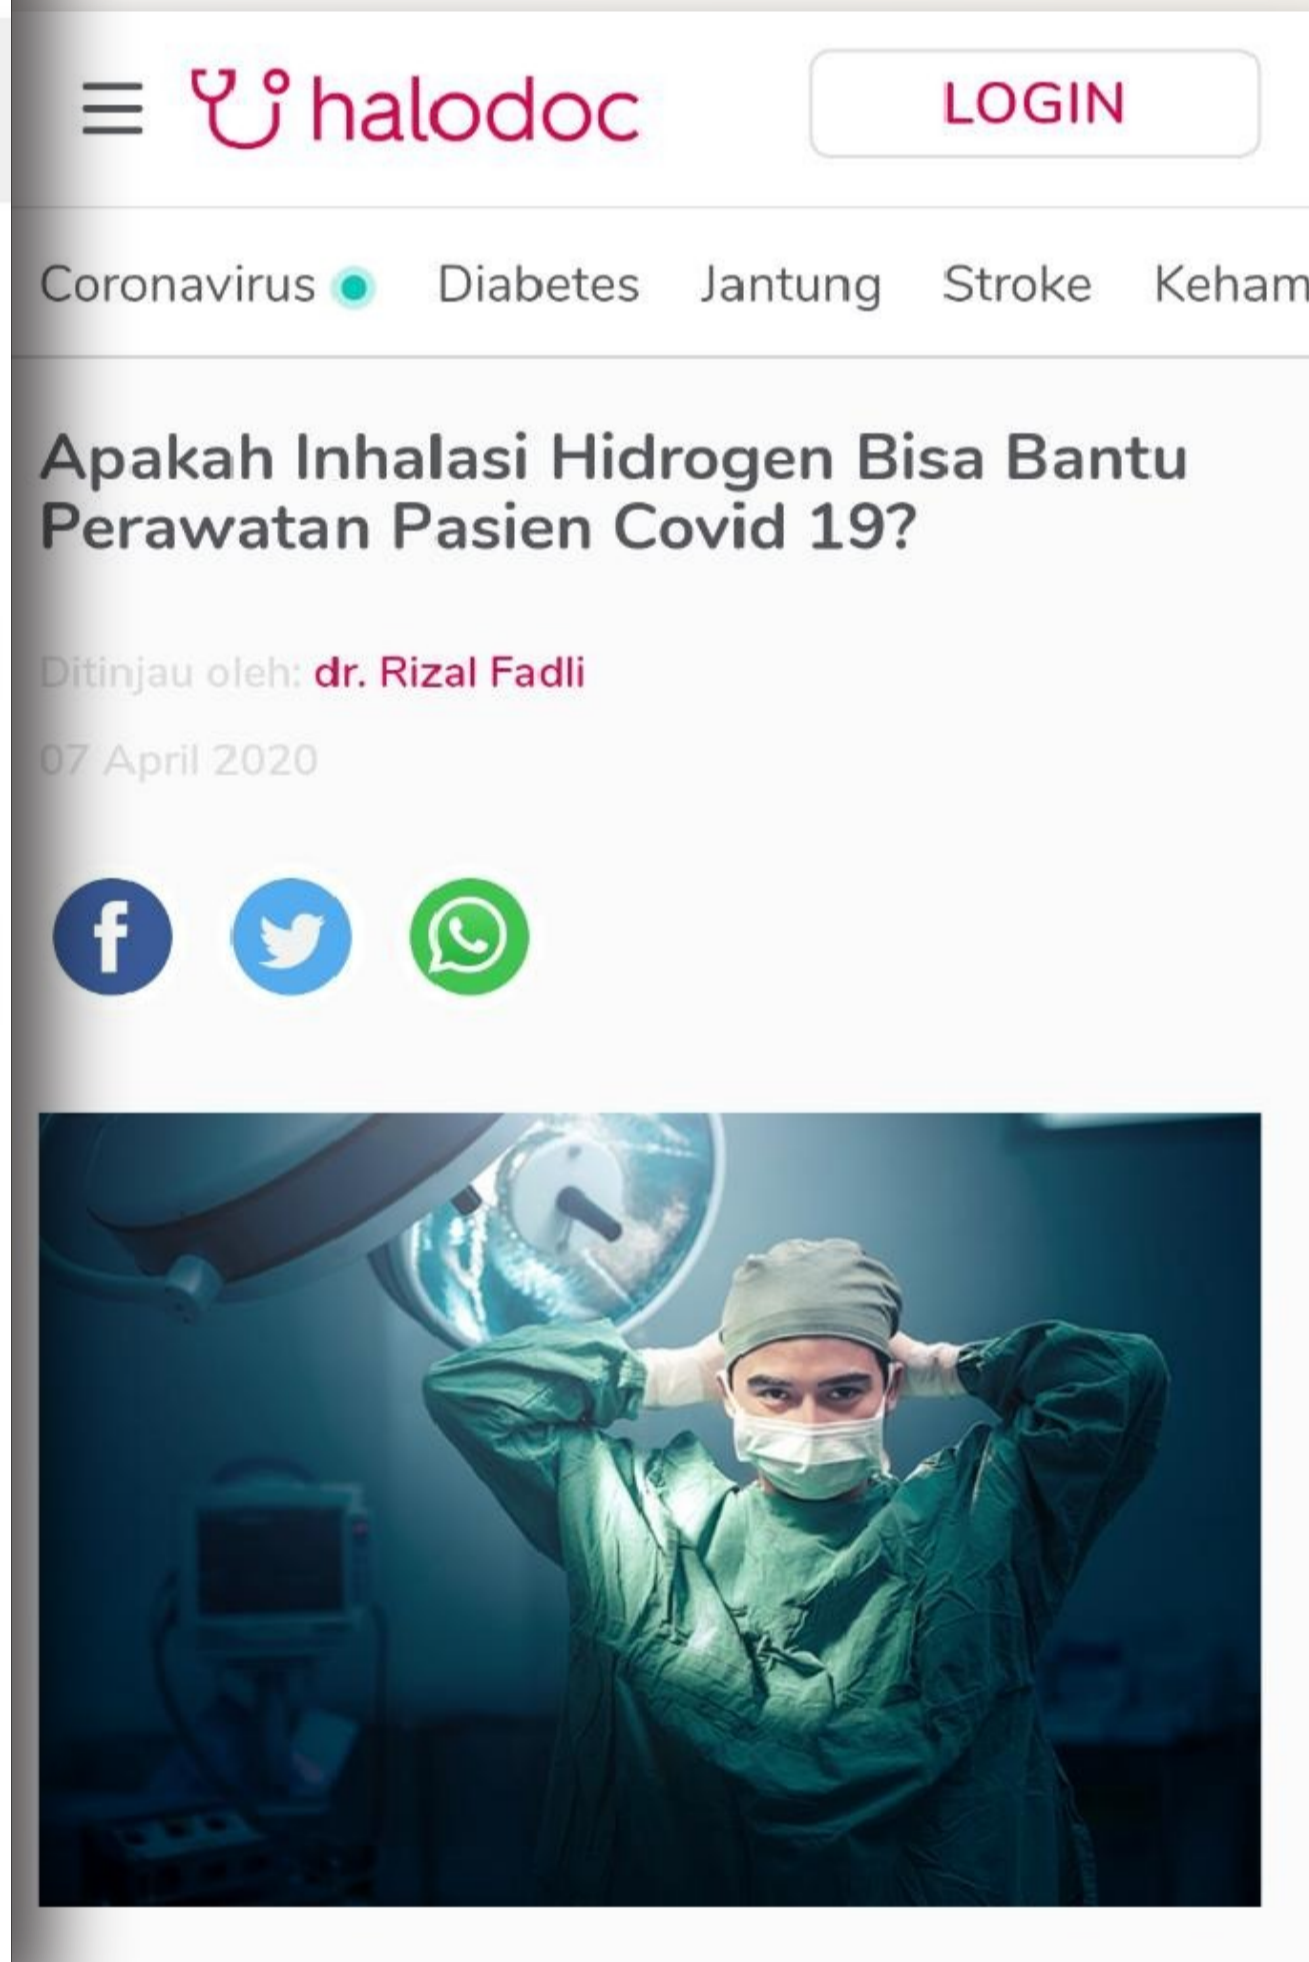 halodoc
LOGIN
Coronavirus Diabetes Jantung Stroke Keham
Apakah Inhalasi Hidrogen Bisa Bantu
Perawatan Pasien Covid 19?
Ditinjau oleh: dr. Rizal Fadli
07 April 2020